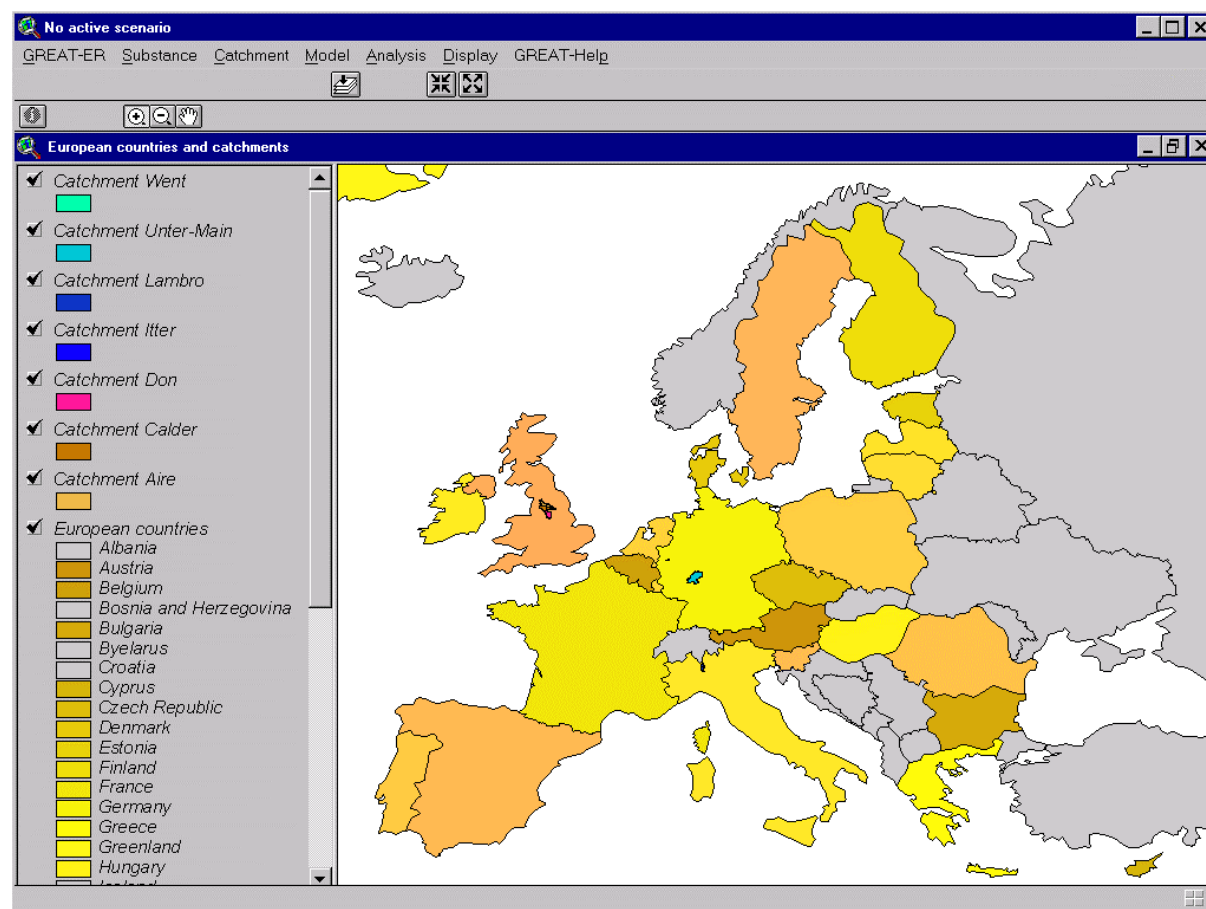 No active scenario
GREAT-ER Substance Catchment Model Analysis Display GREAT-Help
European countries and catchments
Catchment Went
Catchment Unter-Main
Catchment Lambro
Catchment Itter
Catchment Don
Catchment Calder
Catchment Aire
European countries
Albania
Austria
Belgium
Bosnia and Herzegovina
Bulgaria
Byelarus
Croatia
Cyprus
Czech Republic
Denmark
Estonia
Finland
France
Germany
Greece
Greenland
Hungary